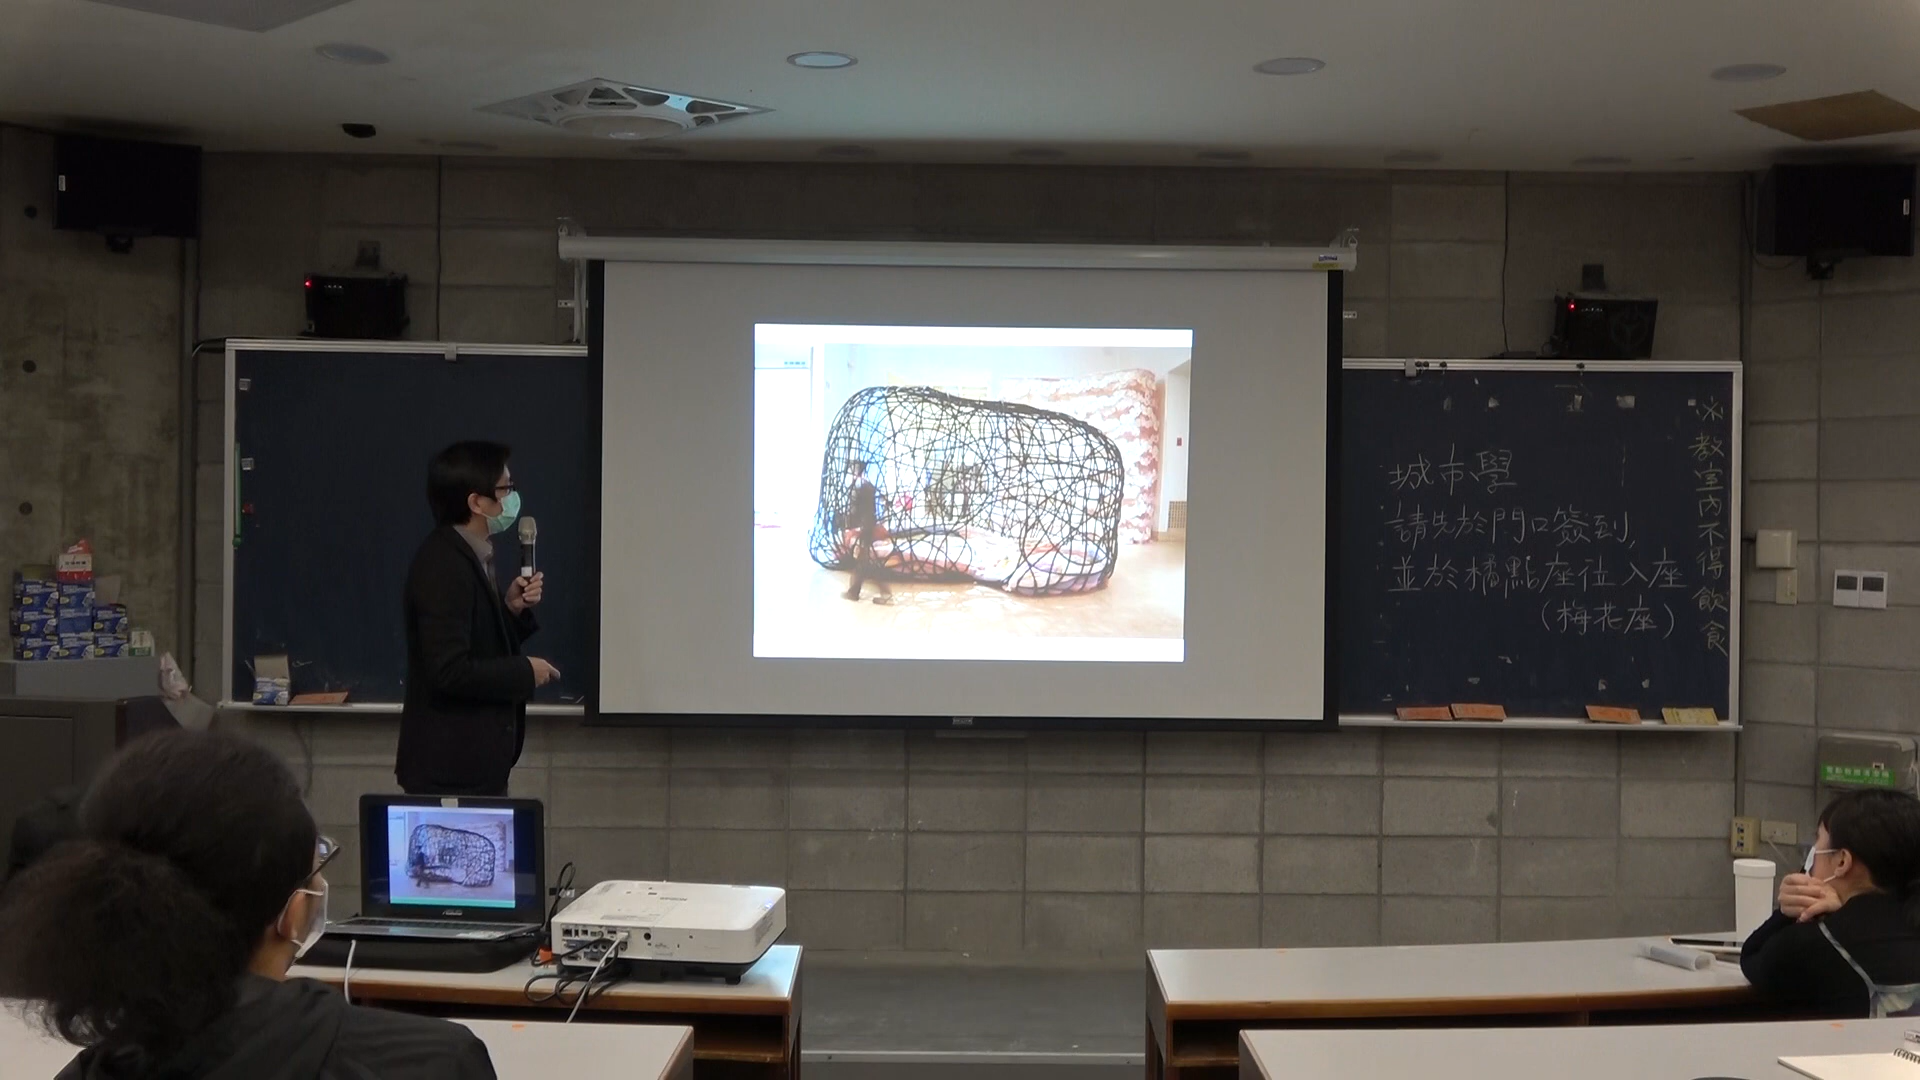 城市學
請先於門口簽到,
並於橘點座位入座
(梅花座)
※教室內不得飲食